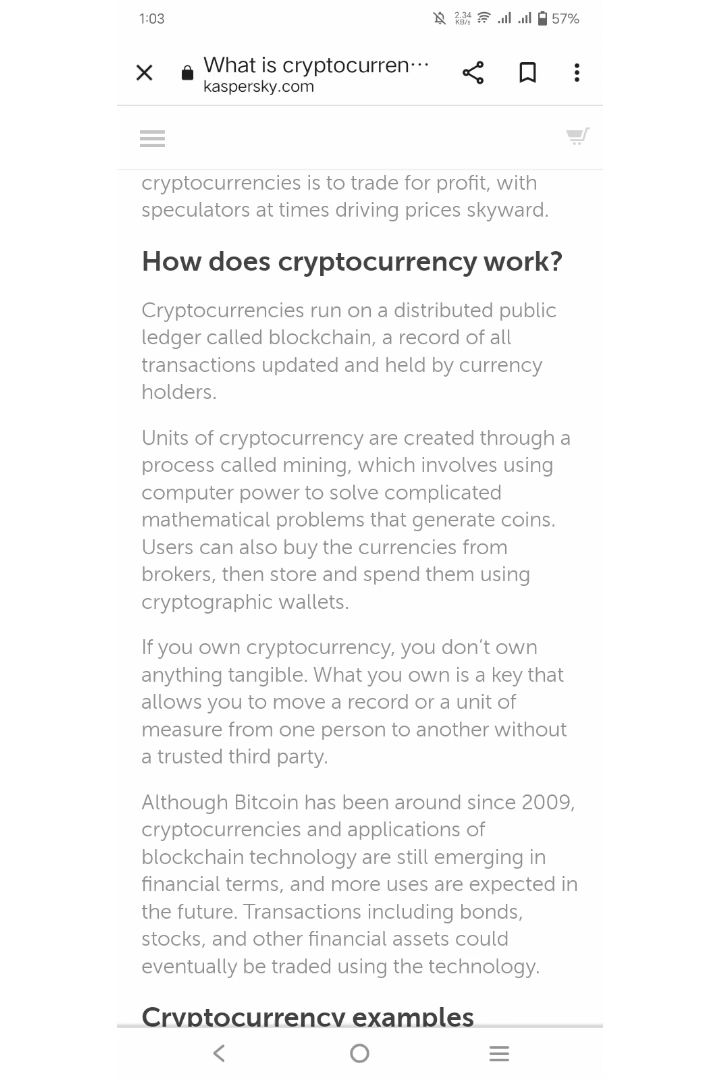 1:03
2.34
KB/s
57%
What is cryptocurren···
kaspersky.com
cryptocurrencies is to trade for profit, with
speculators at times driving prices skyward.
How does cryptocurrency work?
Cryptocurrencies run on a distributed public
ledger called blockchain, a record of all
transactions updated and held by currency
holders.
Units of cryptocurrency are created through a
process called mining, which involves using
computer power to solve complicated
mathematical problems that generate coins.
Users can also buy the currencies from
brokers, then store and spend them using
cryptographic wallets.
If you own cryptocurrency, you don’t own
anything tangible. What you own is a key that
allows you to move a record or a unit of
measure from one person to another without
a trusted third party.
Although Bitcoin has been around since 2009,
cryptocurrencies and applications of
blockchain technology are still emerging in
financial terms, and more uses are expected in
the future. Transactions including bonds,
stocks, and other financial assets could
eventually be traded using the technology.
Cryptocurrency examples